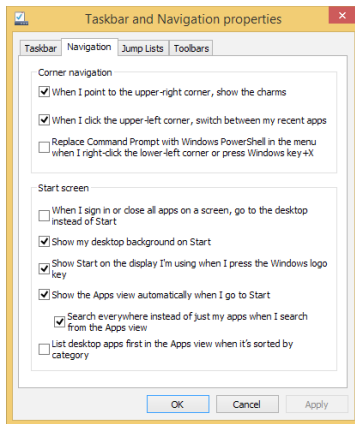 Taskbar and Navigation properties
Taskbar Navigation Jump Lists Toolbars
Corner navigation
When I point to the upper-right corner, show the charms
When I click the upper-left corner, switch between my recent apps
Replace Command Prompt with Windows PowerShell in the menu
when I right-click the lower-left corner or press Windows key+X
Start screen
When I sign in or close all apps on a screen, go to the desktop
instead of Start
Show my desktop background on Start
Show Start on the display I'm using when I press the Windows logo
key
Show the Apps view automatically when I go to Start
Search everywhere instead of just my apps when I search
from the Apps view
List desktop apps first in the Apps view when it's sorted by
category
OK Cancel Apply